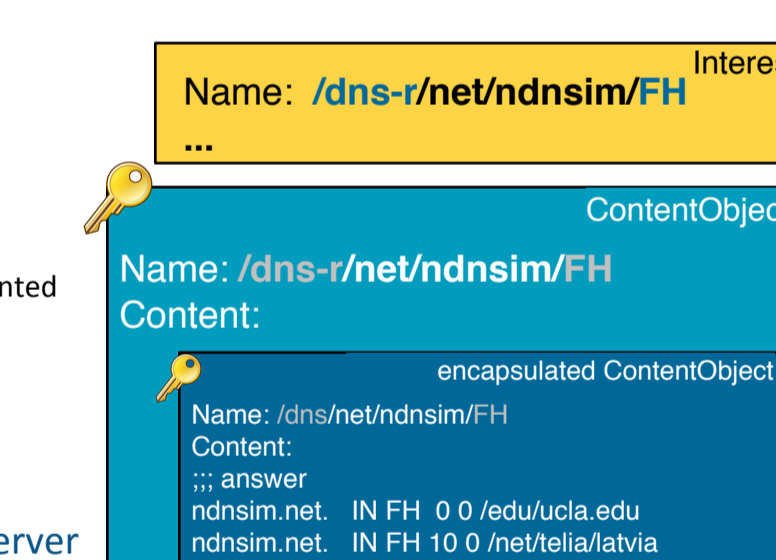 Interes
Name: /dns-r/net/ndnsim/FH
...
ContentObjec
Name: /dns-r/net/ndnsim/FH
nted
Content:
encapsulated ContentObject
Name: /dns/net/ndnsim/FH
Content:
;;; answer
ndnsim.net. IN FH 0 0 /edu/ucla.edu
erver
ndnsim.net. IN FH 10 0 /net/telia/latvia